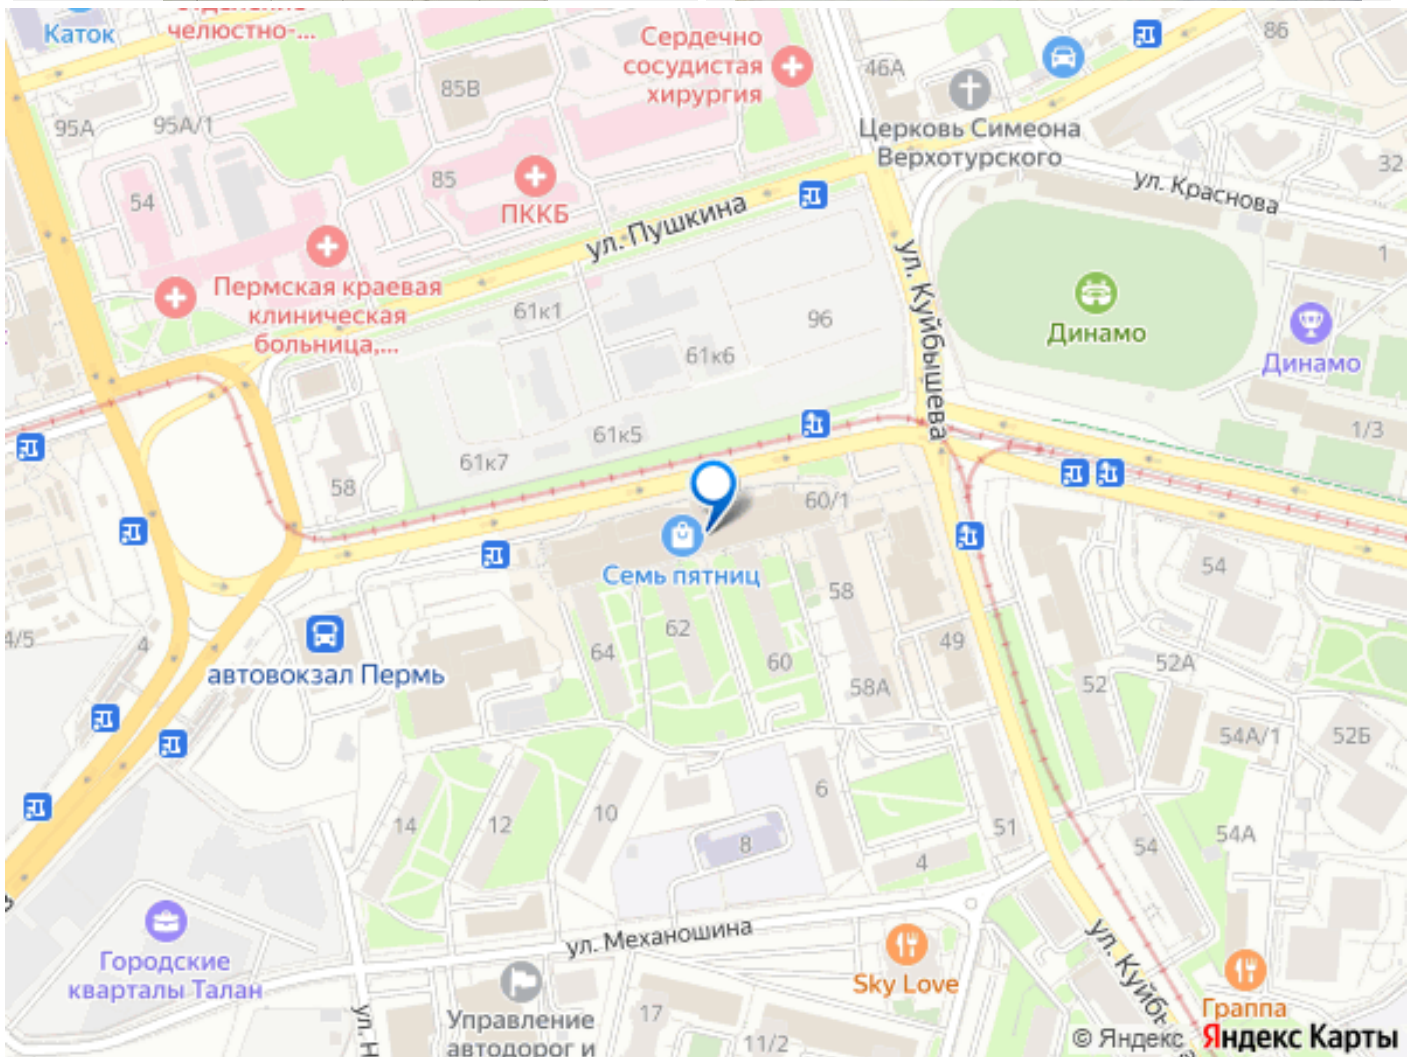 Каток
челюстно-...
Сердечно
сосудистая
хирургия
86
46А
85В
95А
95А/1
Церковь Симеона
Верхотурского
32
ул. Краснова
85
54
ПККБ
ул. Пушкина
1
ул. Куйбышева
Пермская краевая
клиническая
больница,...
61к1
96
Динамо
Динамо
61к6
61к5
1/3
61к7
58
60/1
Семь пятниц
54
58
4/5
4
62
64
60
49
52А
автовокзал Пермь
58А
52
54А/1
52Б
6
10
14
12
51
54А
8
54
4
ул. Механошина
ул. Куйбышева
Городские
кварталы Талан
Sky Love
Граппа
ул. Н
17
Управление
автодорог и
11/2
© Яндекс Яндекс Карты